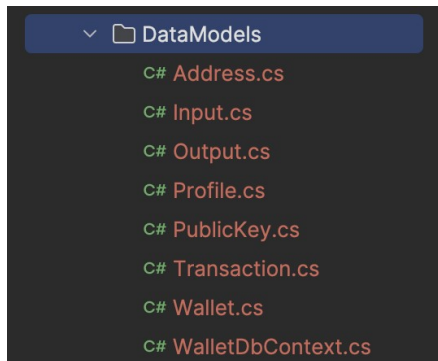 DataModels
C# Address.cs
C# Input.cs
C# Output.cs
C# Profile.cs
C# PublicKey.cs
C# Transaction.cs
C# Wallet.cs
C# WalletDbContext.cs